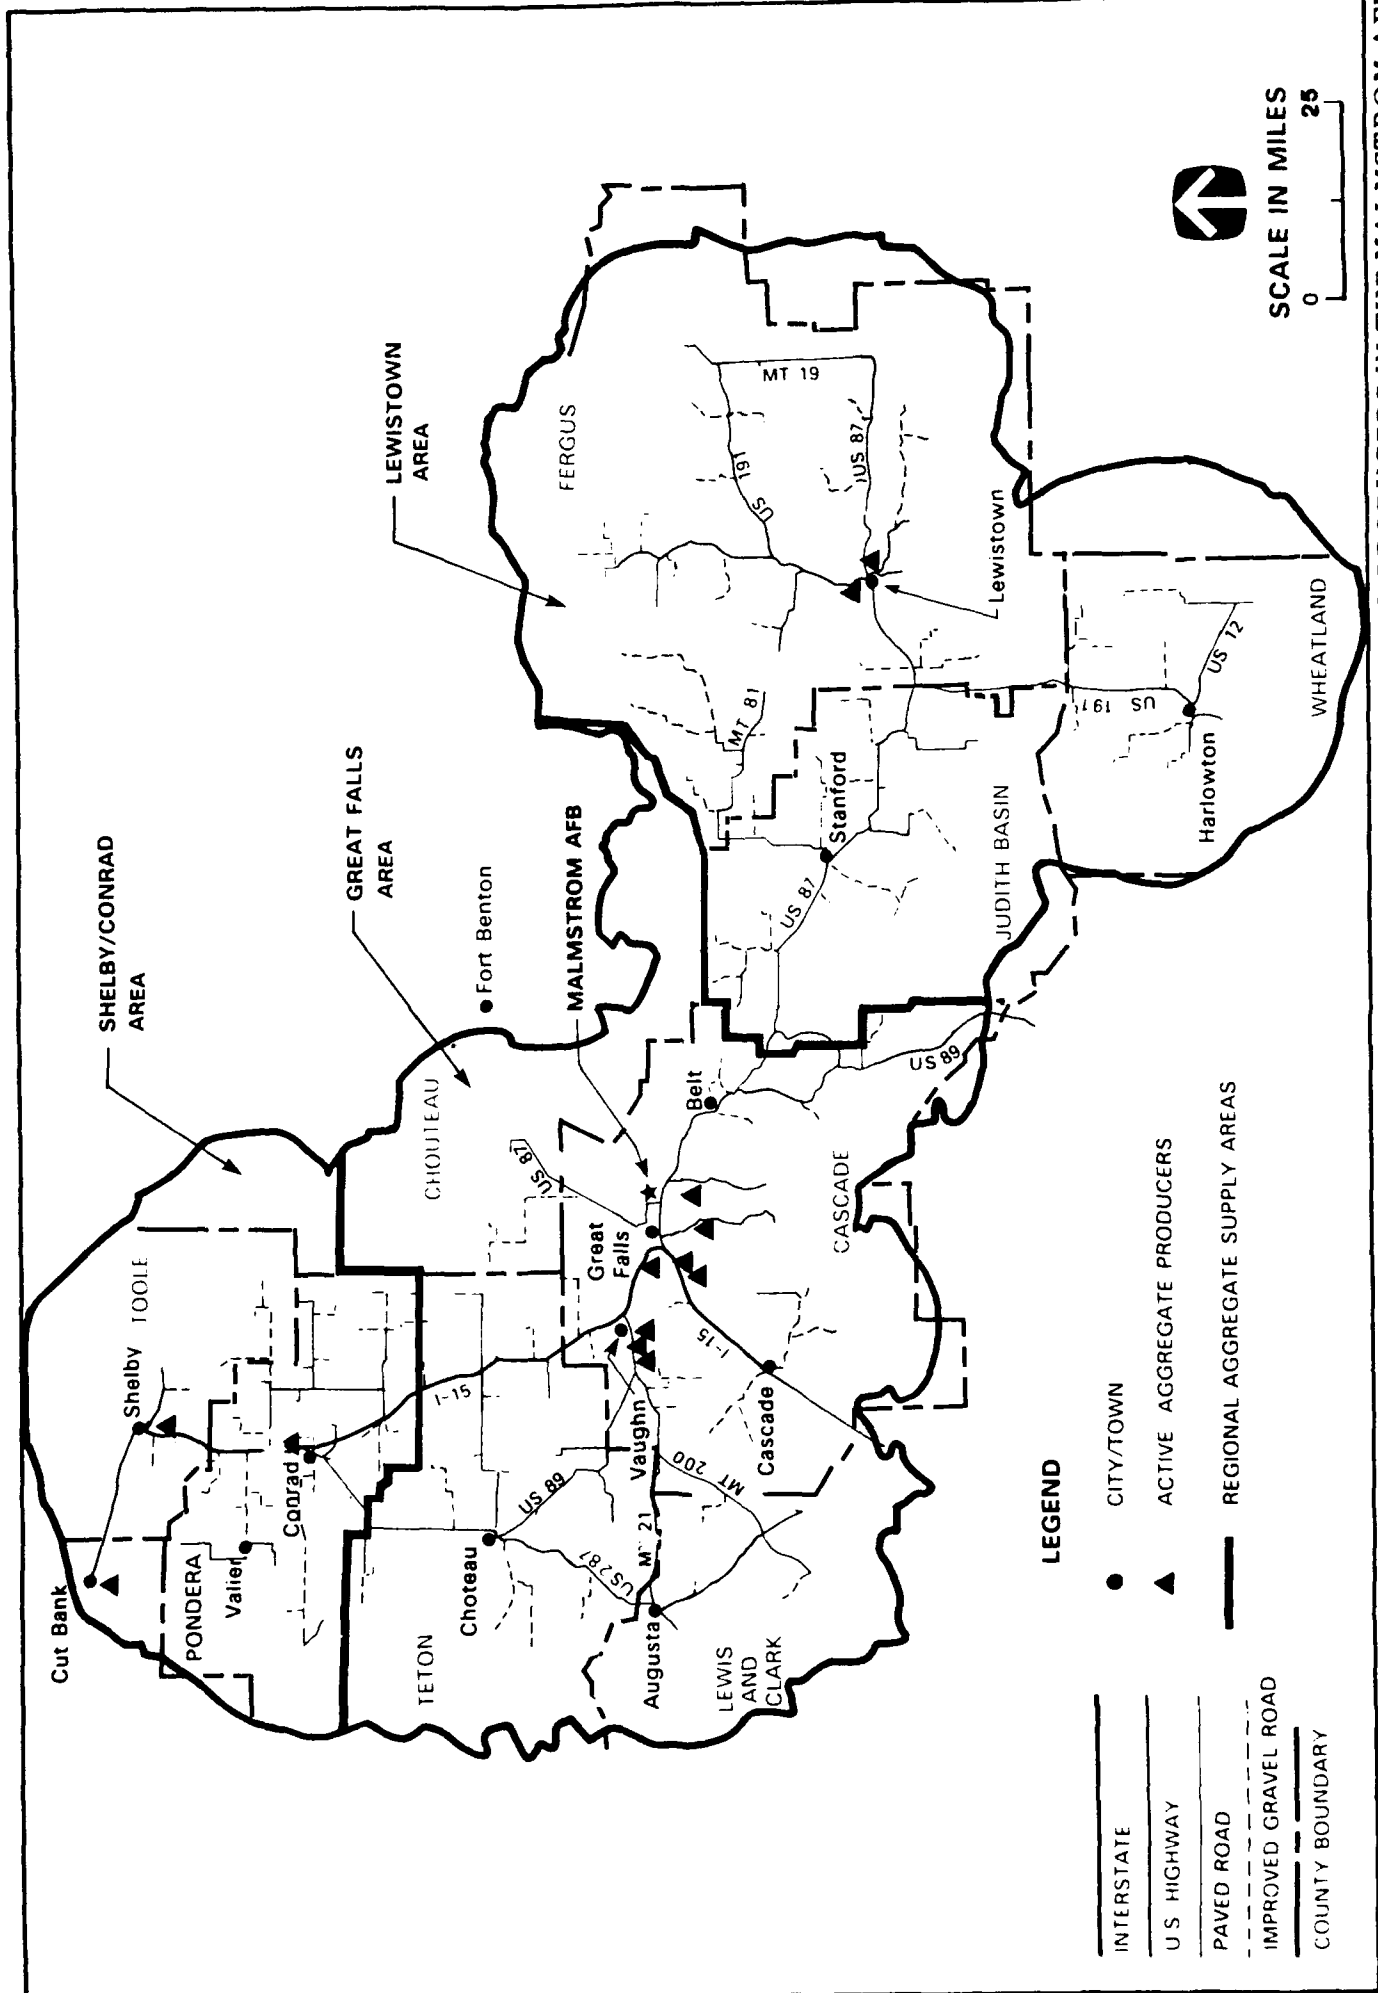 SHELBY/CONRAD
AREA
GREAT FALLS
AREA
LEWISTOWN
AREA
MALMSTROM AFB
Cut Bank
Shelby
TOOLE
PONDERA
Valier
Conrad
Fort Benton
CHOUTEAU
FERGUS
TETON
Choteau
I-15
US 89
US 287
US 87
Great
Falls
Belt
Vaughn
Augusta
MT 200
21
LEWIS
AND
CLARK
Cascade
I-15
CASCADE
US 89
US 87
Stanford
MT 81
JUDITH BASIN
US 191
MT 19
US 87
Lewistown
US 191
US 12
Harlowton
WHEATLAND
SCALE IN MILES
0 25
LEGEND
INTERSTATE
U S HIGHWAY
PAVED ROAD
IMPROVED GRAVEL ROAD
COUNTY BOUNDARY
CITY/TOWN
ACTIVE AGGREGATE PRODUCERS
REGIONAL AGGREGATE SUPPLY AREAS